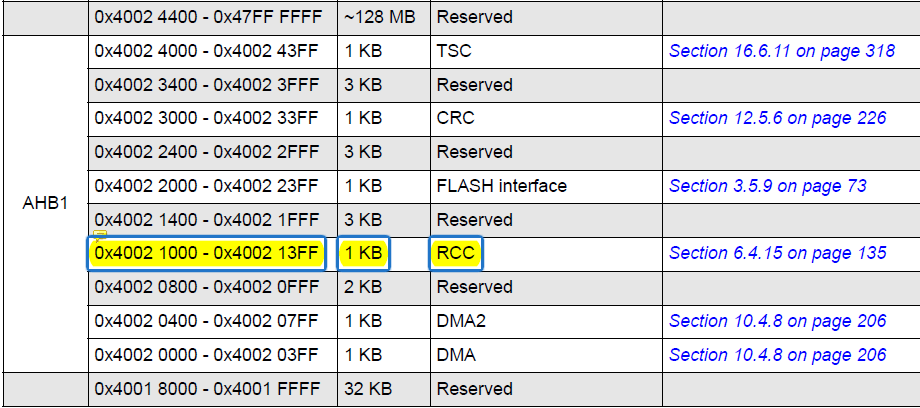 0x4002 4400 - 0x47FF FFFF ~128 MB Reserved
0x4002 4000 - 0x4002 43FF 1 KB TSC Section 16.6.11 on page 318
0x4002 3400 - 0x4002 3FFF 3 KB Reserved
0x4002 3000 - 0x4002 33FF 1 KB CRC Section 12.5.6 on page 226
0x4002 2400 - 0x4002 2FFF 3 KB Reserved
0x4002 2000 - 0x4002 23FF 1 KB FLASH interface Section 3.5.9 on page 73
AHB1
0x4002 1400 - 0x4002 1FFF 3 KB Reserved
0x4002 1000 - 0x4002 13FF 1 KB RCC Section 6.4.15 on page 135
0x4002 0800 - 0x4002 0FFF 2 KB Reserved
0x4002 0400 - 0x4002 07FF 1 KB DMA2 Section 10.4.8 on page 206
0x4002 0000 - 0x4002 03FF 1 KB DMA Section 10.4.8 on page 206
0x4001 8000 - 0x4001 FFFF 32 KB Reserved